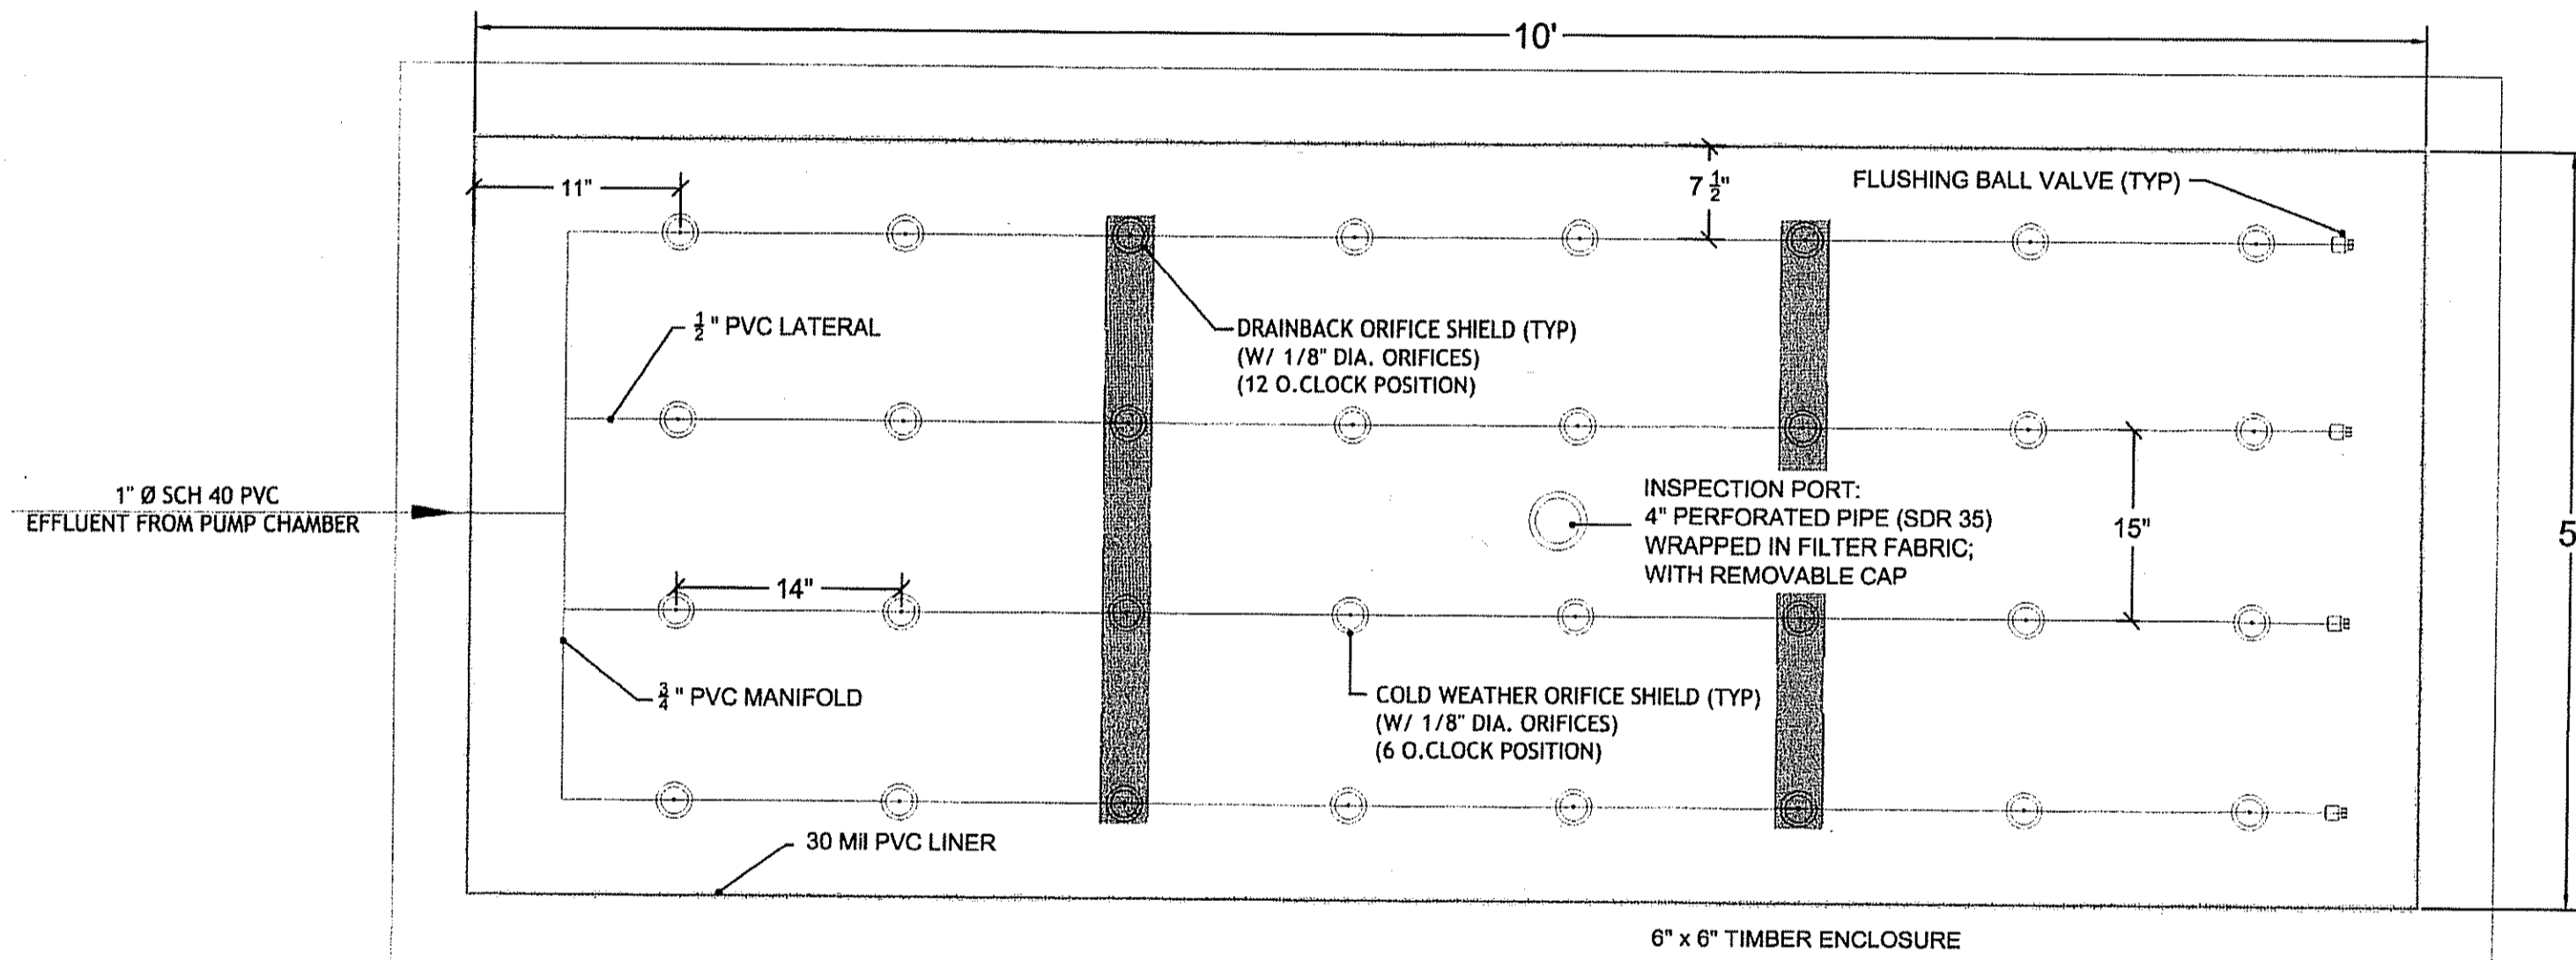 10'
11"
7 1/2"
FLUSHING BALL VALVE (TYP)
1/2" PVC LATERAL
DRAINBACK ORIFICE SHIELD (TYP)
(W/ 1/8" DIA. ORIFICES)
(12 O.CLOCK POSITION)
1" Ø SCH 40 PVC
EFFLUENT FROM PUMP CHAMBER
INSPECTION PORT:
4" PERFORATED PIPE (SDR 35)
WRAPPED IN FILTER FABRIC;
WITH REMOVABLE CAP
15"
5
14"
3/4" PVC MANIFOLD
COLD WEATHER ORIFICE SHIELD (TYP)
(W/ 1/8" DIA. ORIFICES)
(6 O.CLOCK POSITION)
30 Mil PVC LINER
6" x 6" TIMBER ENCLOSURE